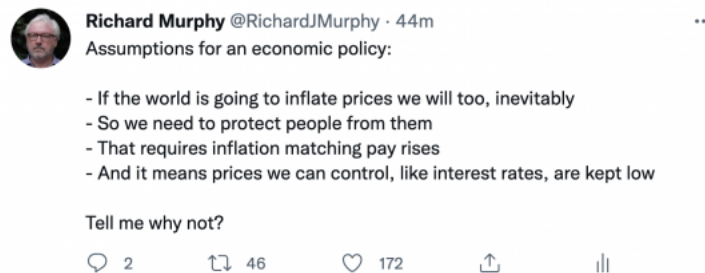 Richard Murphy @RichardJMurphy · 44m
Assumptions for an economic policy:
- If the world is going to inflate prices we will too, inevitably
- So we need to protect people from them
- That requires inflation matching pay rises
- And it means prices we can control, like interest rates, are kept low
Tell me why not?
2 46 172